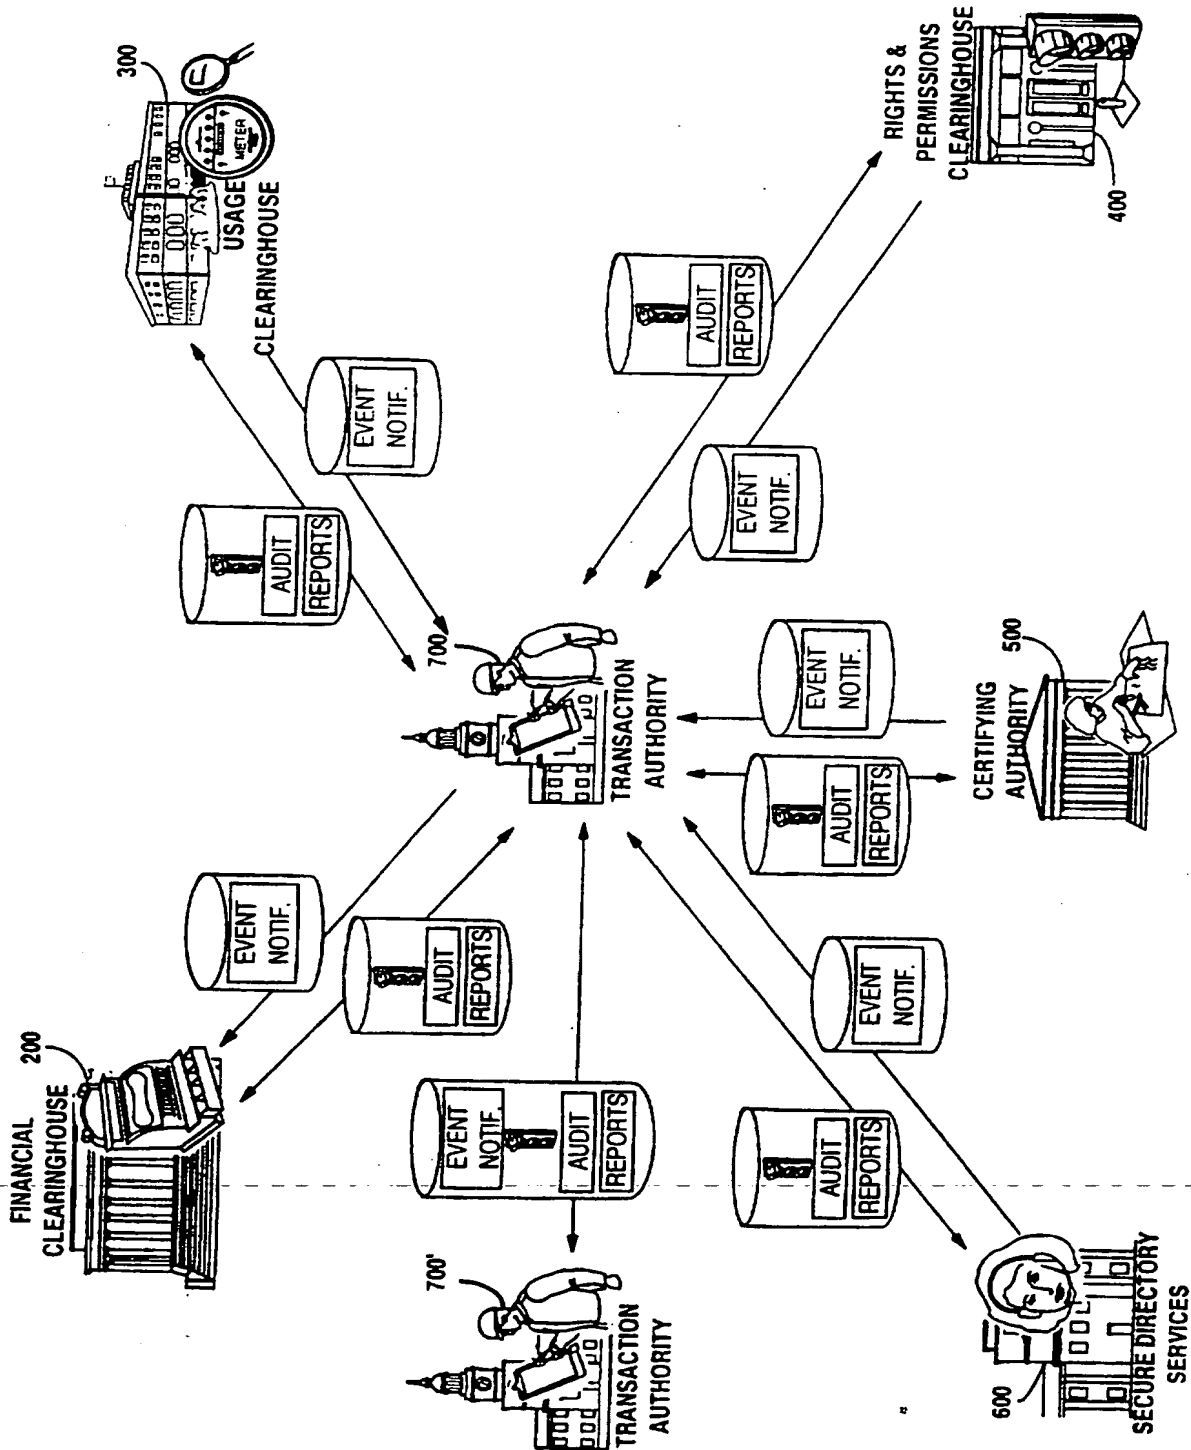 FINANCIAL
CLEARINGHOUSE
200
EVENT
NOTIF.
AUDIT
REPORTS
300
METER
USAGE
CLEARINGHOUSE
AUDIT
REPORTS
EVENT
NOTIF.
700'
TRANSACTION
AUTHORITY
EVENT
NOTIF.
AUDIT
REPORTS
700
TRANSACTION
AUTHORITY
AUDIT
REPORTS
EVENT
NOTIF.
RIGHTS &
PERMISSIONS
CLEARINGHOUSE
400
600
SECURE DIRECTORY
SERVICES
AUDIT
REPORTS
EVENT
NOTIF.
AUDIT
REPORTS
EVENT
NOTIF.
CERTIFYING
AUTHORITY
500